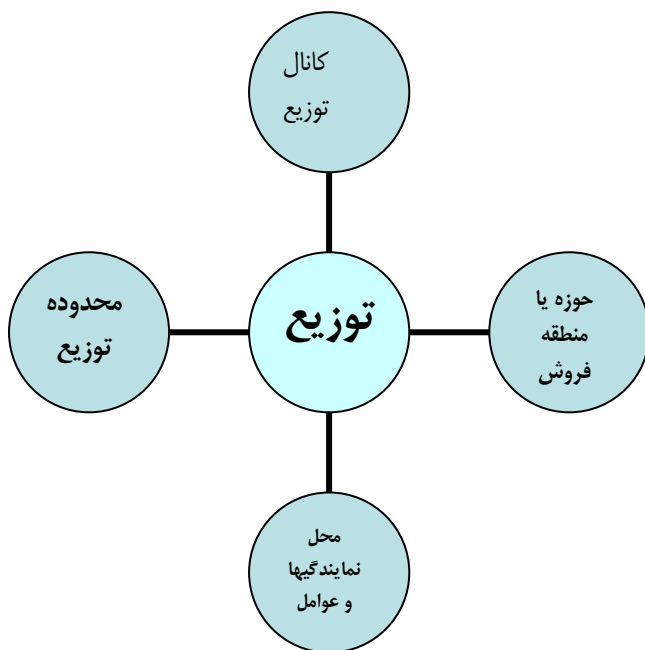 کانال
توزیع
حوزه یا
منطقه
فروش
توزیع
محدوده
توزیع
محل
نمایندگیها
و عوامل